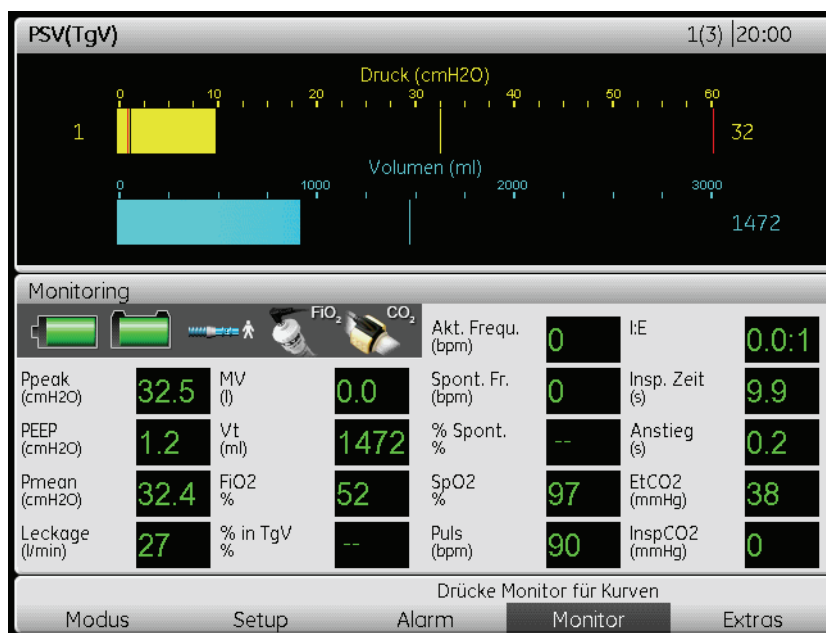 PSV(TgV) 1(3) 20:00
Druck (cmH2O)
0 10 20 30 40 50 60
1 32
Volumen (ml)
0 1000 2000 3000
1472
Monitoring
FiO2 CO2
Akt. Frequ. (bpm) 0 I:E 0.0:1
Ppeak (cmH2O) 32.5 MV (l) 0.0 Spont. Fr. (bpm) 0 Insp. Zeit (s) 9.9
PEEP (cmH2O) 1.2 Vt (ml) 1472 % Spont. % -- Anstieg (s) 0.2
Pmean (cmH2O) 32.4 FiO2 % 52 SpO2 % 97 EtCO2 (mmHg) 38
Leckage (l/min) 27 % in TgV % -- Puls (bpm) 90 InspCO2 (mmHg) 0
Drücke Monitor für Kurven
Modus Setup Alarm Monitor Extras